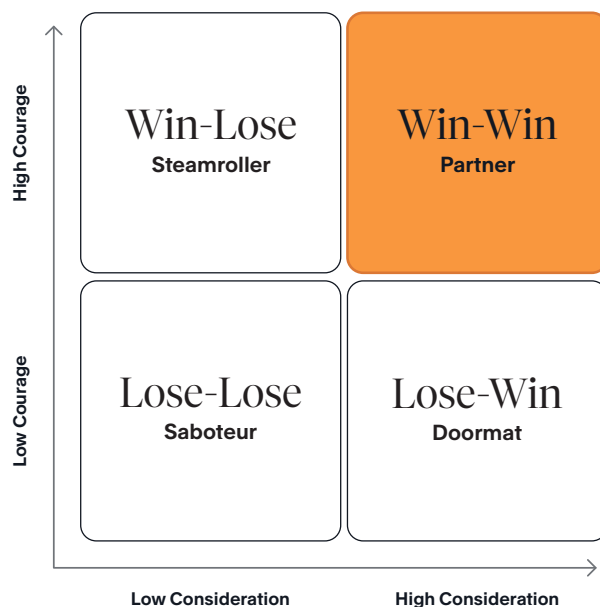 High Courage
Win-Lose
Steamroller
Win-Win
Partner
Low Courage
Lose-Lose
Saboteur
Lose-Win
Doormat
Low Consideration
High Consideration